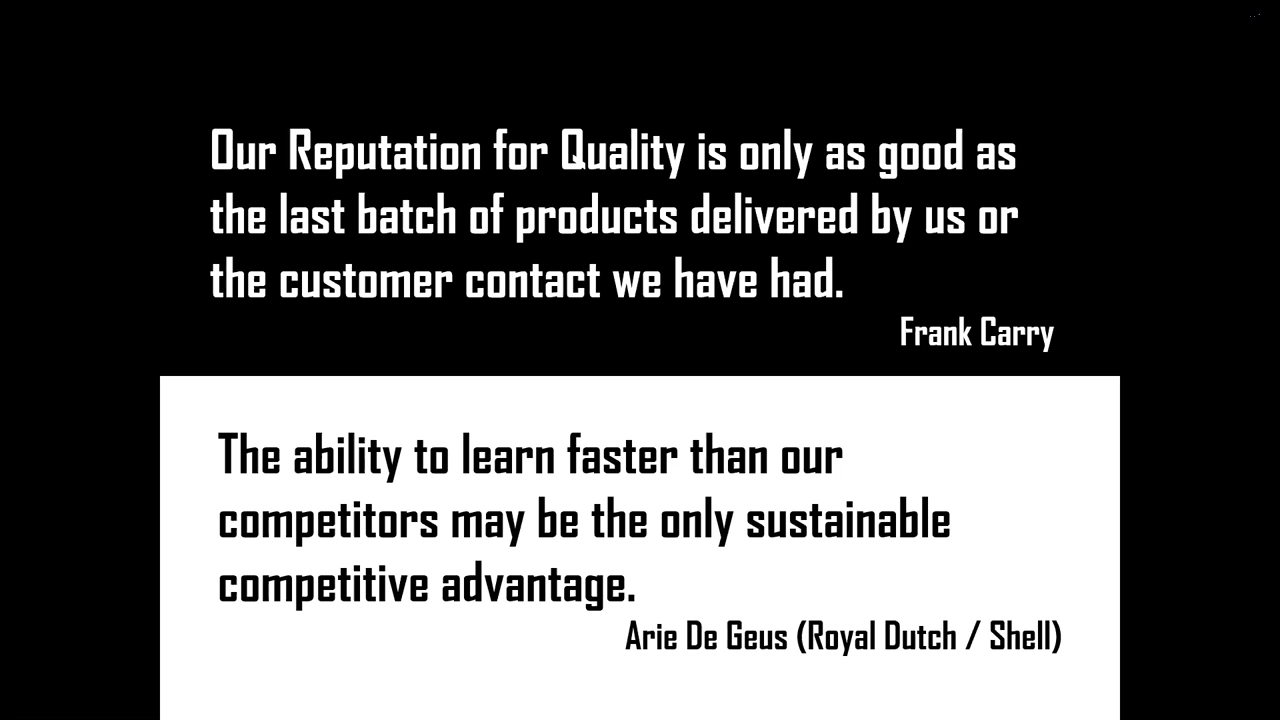 Our Reputation for Quality is only as good as
the last batch of products delivered by us or
the customer contact we have had.
Frank Carry
The ability to learn faster than our
competitors may be the only sustainable
competitive advantage.
Arie De Geus (Royal Dutch / Shell)